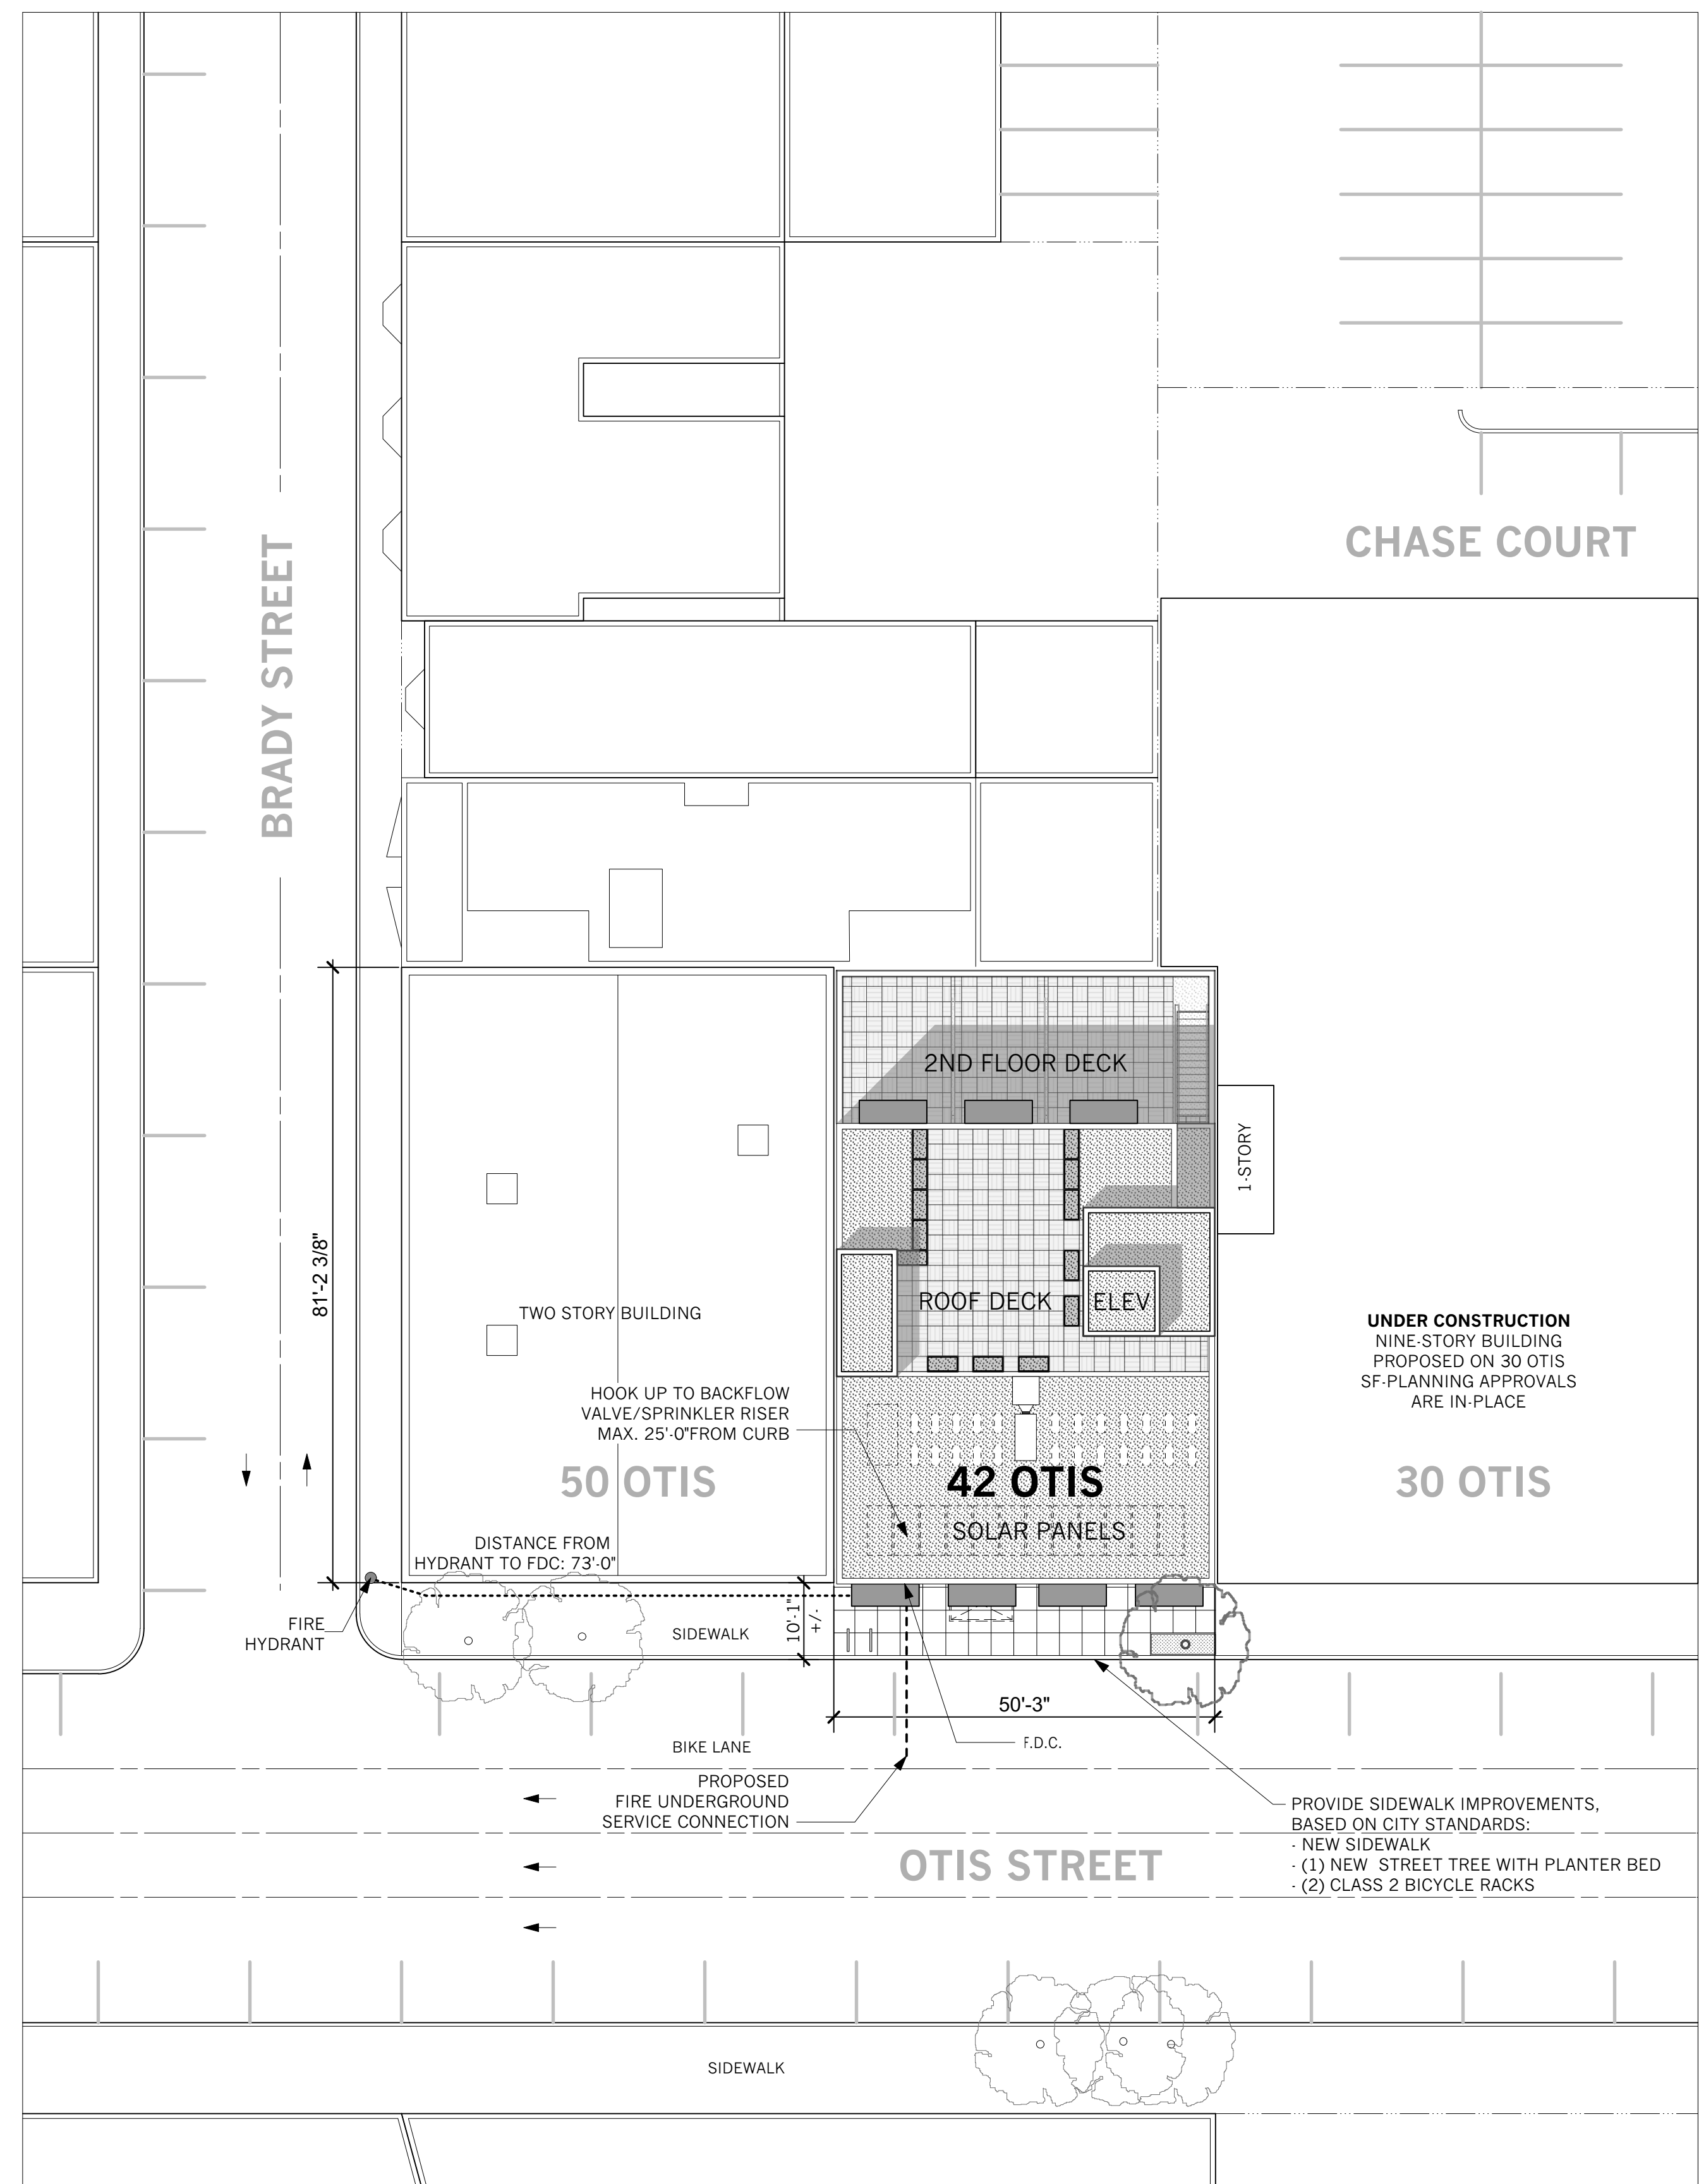 CHASE COURT
BRADY STREET
2ND FLOOR DECK
1-STORY
81'-2 3/8"
ROOF DECK
ELEV
TWO STORY BUILDING
UNDER CONSTRUCTION
NINE-STORY BUILDING
PROPOSED ON 30 OTIS
SF-PLANNING APPROVALS
ARE IN-PLACE
HOOK UP TO BACKFLOW
VALVE/SPRINKLER RISER
MAX. 25'-0"FROM CURB
50 OTIS
42 OTIS
30 OTIS
SOLAR PANELS
DISTANCE FROM
HYDRANT TO FDC: 73'-0"
FIRE
HYDRANT
SIDEWALK
10'-1"
+/-
50'-3"
F.D.C.
BIKE LANE
PROPOSED
FIRE UNDERGROUND
SERVICE CONNECTION
PROVIDE SIDEWALK IMPROVEMENTS,
BASED ON CITY STANDARDS:
- NEW SIDEWALK
- (1) NEW STREET TREE WITH PLANTER BED
- (2) CLASS 2 BICYCLE RACKS
OTIS STREET
SIDEWALK